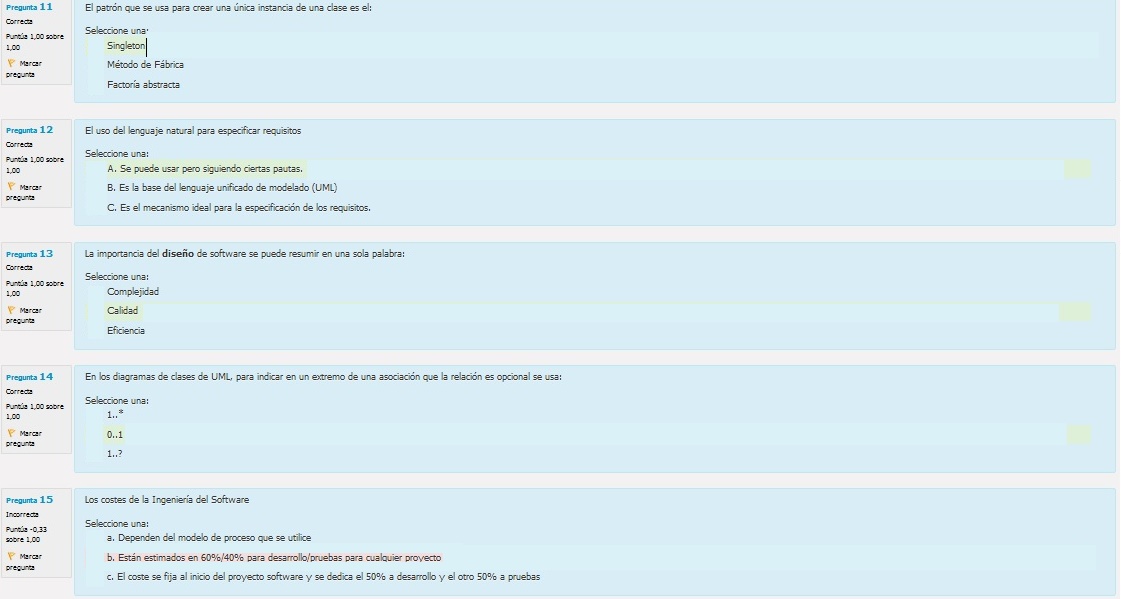 Pregunta 11
Correcta
Puntúa 1,00 sobre
1,00
Marcar
pregunta
El patrón que se usa para crear una única instancia de una clase es el:
Seleccione una:
Singleton
Método de Fábrica
Factoría abstracta
Pregunta 12
Correcta
Puntúa 1,00 sobre
1,00
Marcar
pregunta
El uso del lenguaje natural para especificar requisitos
Seleccione una:
A. Se puede usar pero siguiendo ciertas pautas.
B. Es la base del lenguaje unificado de modelado (UML)
C. Es el mecanismo ideal para la especificación de los requisitos.
Pregunta 13
Correcta
Puntúa 1,00 sobre
1,00
Marcar
pregunta
La importancia del diseño de software se puede resumir en una sola palabra:
Seleccione una:
Complejidad
Calidad
Eficiencia
Pregunta 14
Correcta
Puntúa 1,00 sobre
1,00
Marcar
pregunta
En los diagramas de clases de UML, para indicar en un extremo de una asociación que la relación es opcional se usa:
Seleccione una:
1..*
0..1
1..?
Pregunta 15
Incorrecta
Puntúa -0,33
sobre 1,00
Marcar
pregunta
Los costes de la Ingeniería del Software
Seleccione una:
a. Dependen del modelo de proceso que se utilice
b. Están estimados en 60%/40% para desarrollo/pruebas para cualquier proyecto
c. El coste se fija al inicio del proyecto software y se dedica el 50% a desarrollo y el otro 50% a pruebas